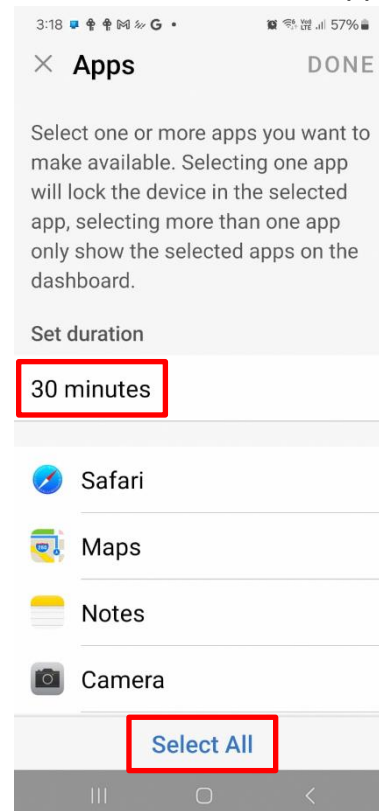 3:18 G • 57%
× Apps DONE
Select one or more apps you want to
make available. Selecting one app
will lock the device in the selected
app, selecting more than one app
only show the selected apps on the
dashboard.
Set duration
30 minutes
Safari
Maps
Notes
Camera
Select All